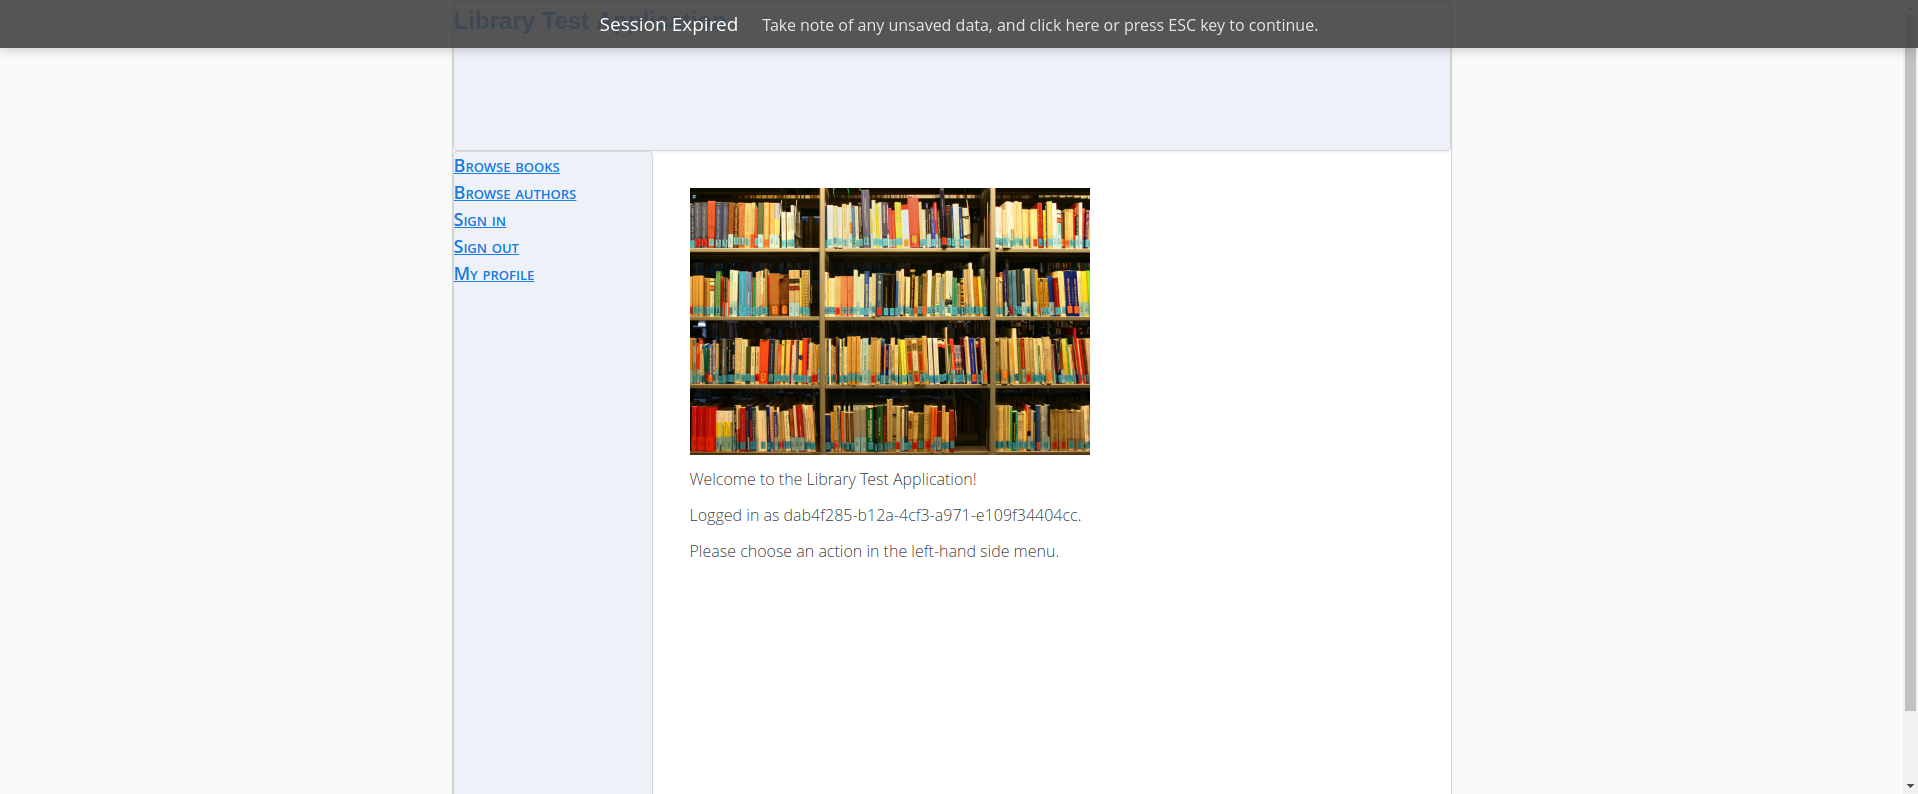 Library Test Application
Session Expired Take note of any unsaved data, and click here or press ESC key to continue.
Browse books
Browse authors
Sign in
Sign out
My profile
Welcome to the Library Test Application!
Logged in as dab4f285-b12a-4cf3-a971-e109f34404cc.
Please choose an action in the left-hand side menu.